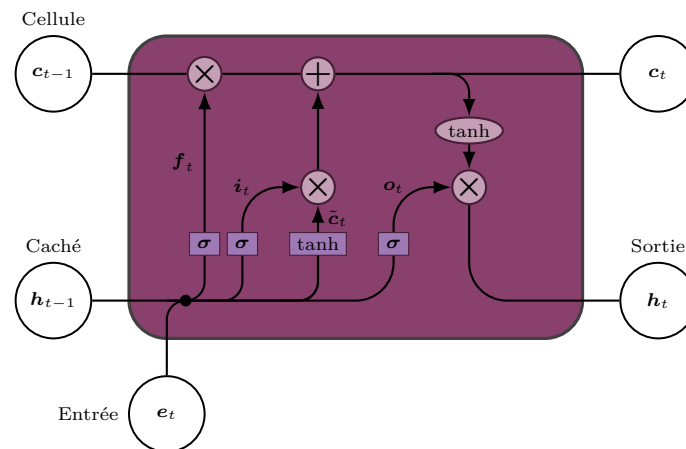 Cellule
c_{t−1}
×
+
c_t
tanh
f_t
i_t
×
o_t
×
c̃_t
σ
σ
tanh
σ
Caché
Sortie
h_{t−1}
h_t
Entrée
e_t